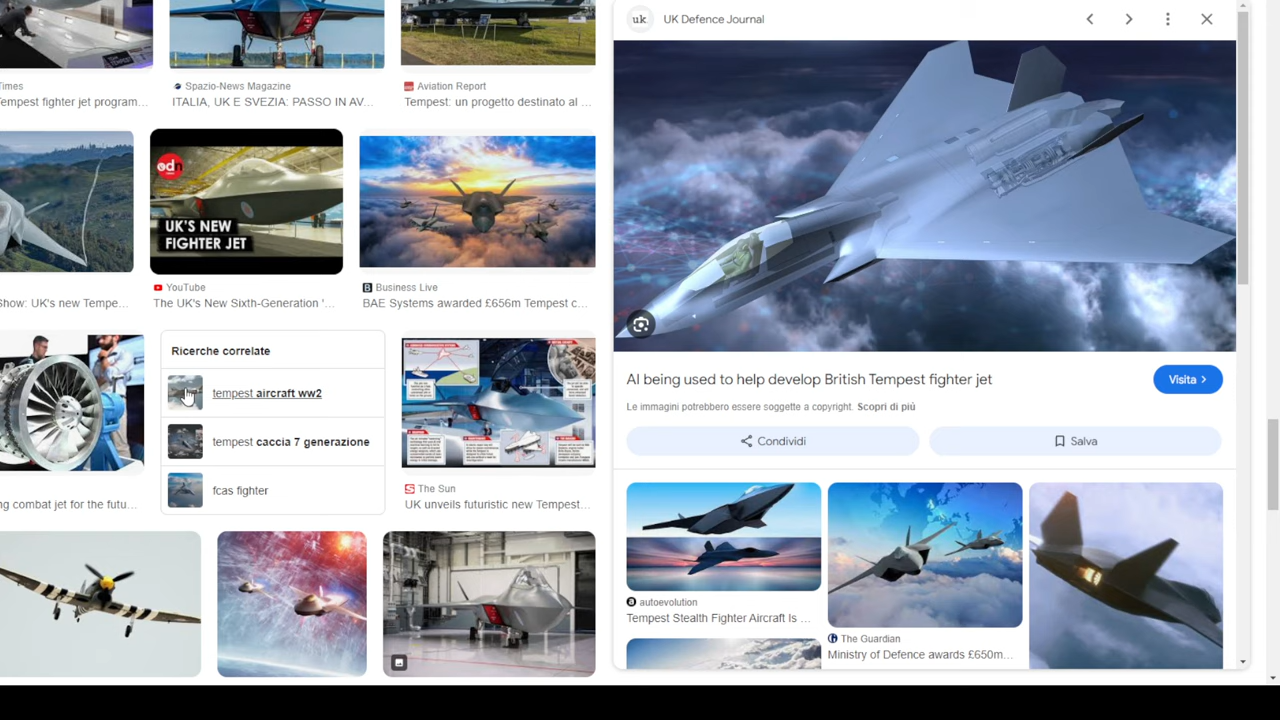 uk.
UK Defence Journal
Times
Tempest fighter jet program...
Spazio-News Magazine
ITALIA, UK E SVEZIA: PASSO IN AV...
Aviation Report
Tempest: un progetto destinato al ...
odn
UK'S NEW
FIGHTER JET
Show: UK's new Tempe...
YouTube
The UK's New Sixth-Generation '...
Business Live
BAE Systems awarded £656m Tempest c...
Ricerche correlate
tempest aircraft ww2
tempest caccia 7 generazione
fcas fighter
ng combat jet for the futu...
The Sun
UK unveils futuristic new Tempest...
AI being used to help develop British Tempest fighter jet
Visita
Le immagini potrebbero essere soggette a copyright. Scopri di più
Condividi
Salva
autoevolution
Tempest Stealth Fighter Aircraft Is ...
The Guardian
Ministry of Defence awards £650m...